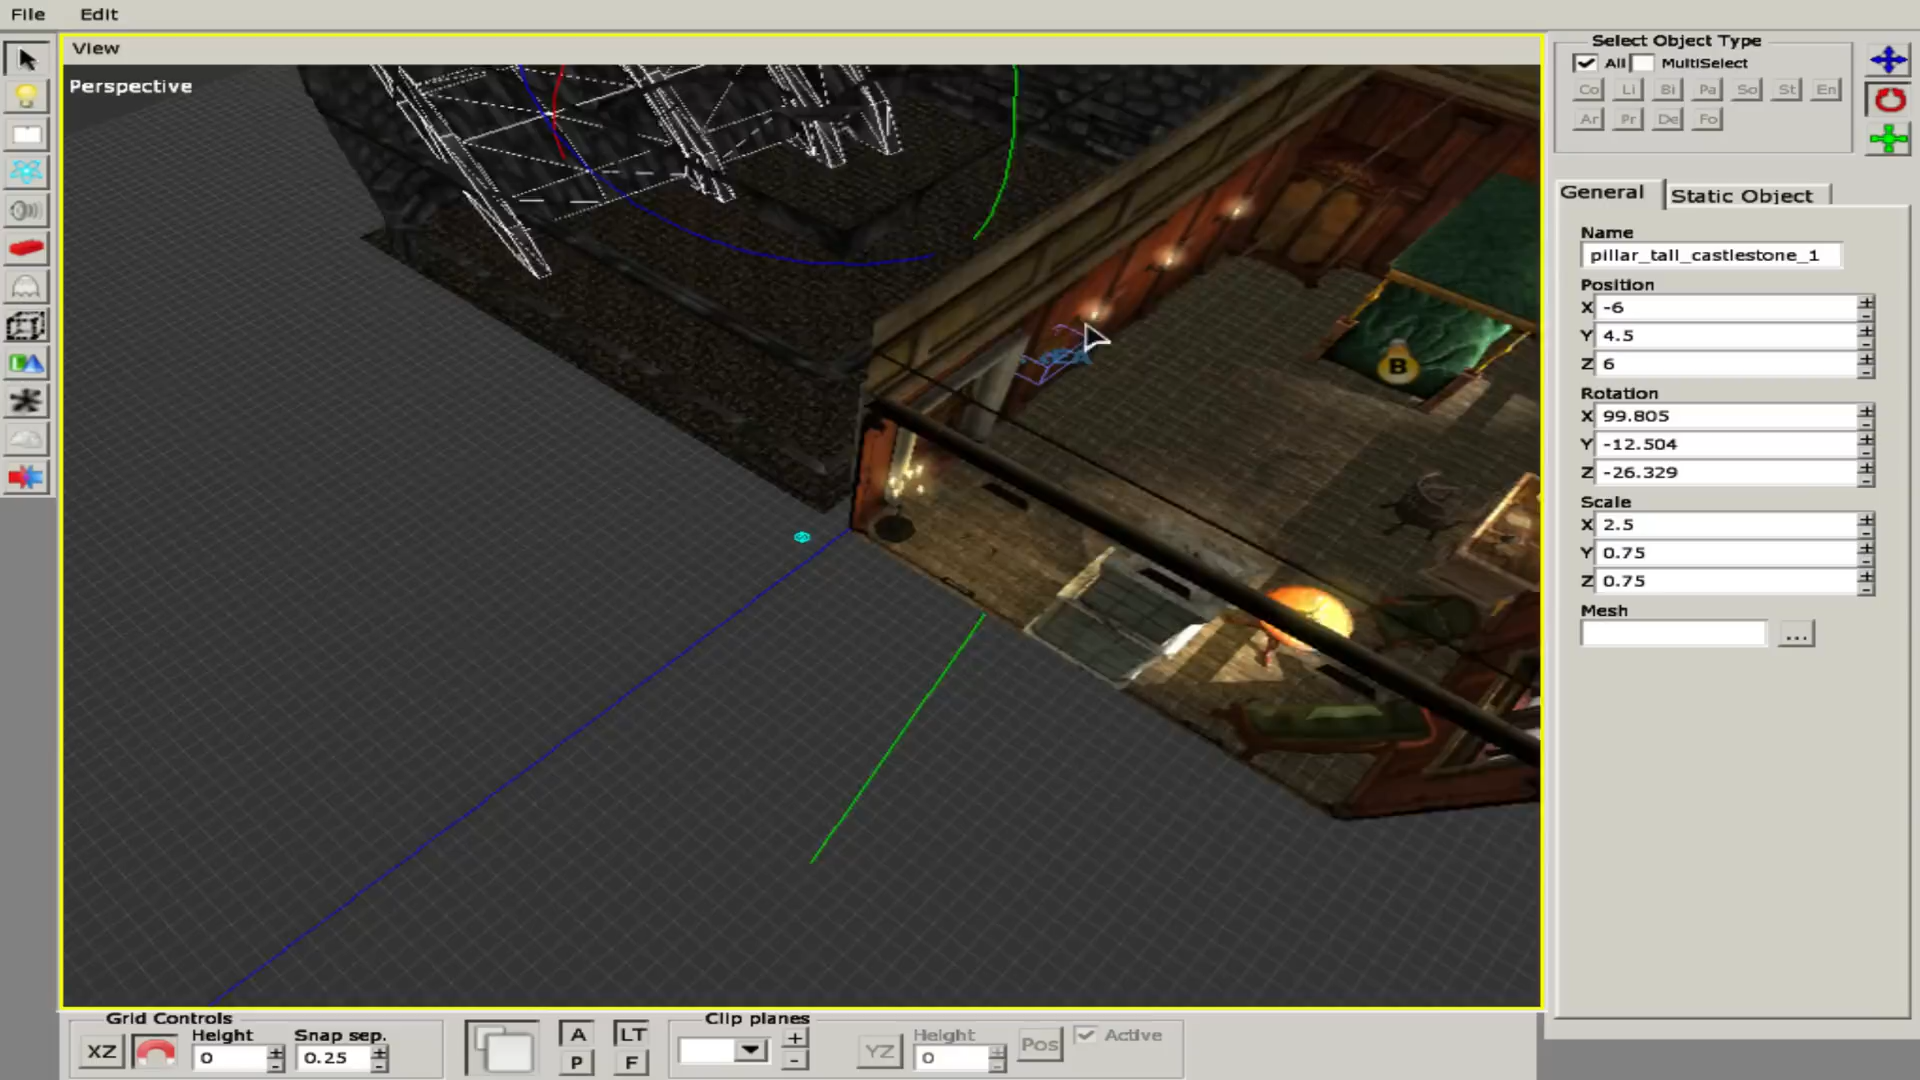 File Edit
View
Perspective
B
Select Object Type
All MultiSelect
Co Li Bi Pa So St En
Ar Pr De Fo
General Static Object
Name
pillar_tall_castlestone_1
Position
X -6
Y 4.5
Z 6
Rotation
X 99.805
Y -12.504
Z -26.329
Scale
X 2.5
Y 0.75
Z 0.75
Mesh
...
Grid Controls
XZ Height 0 Snap sep. 0.25
A LT
P F
Clip planes
+
-
YZ Height 0 Pos Active